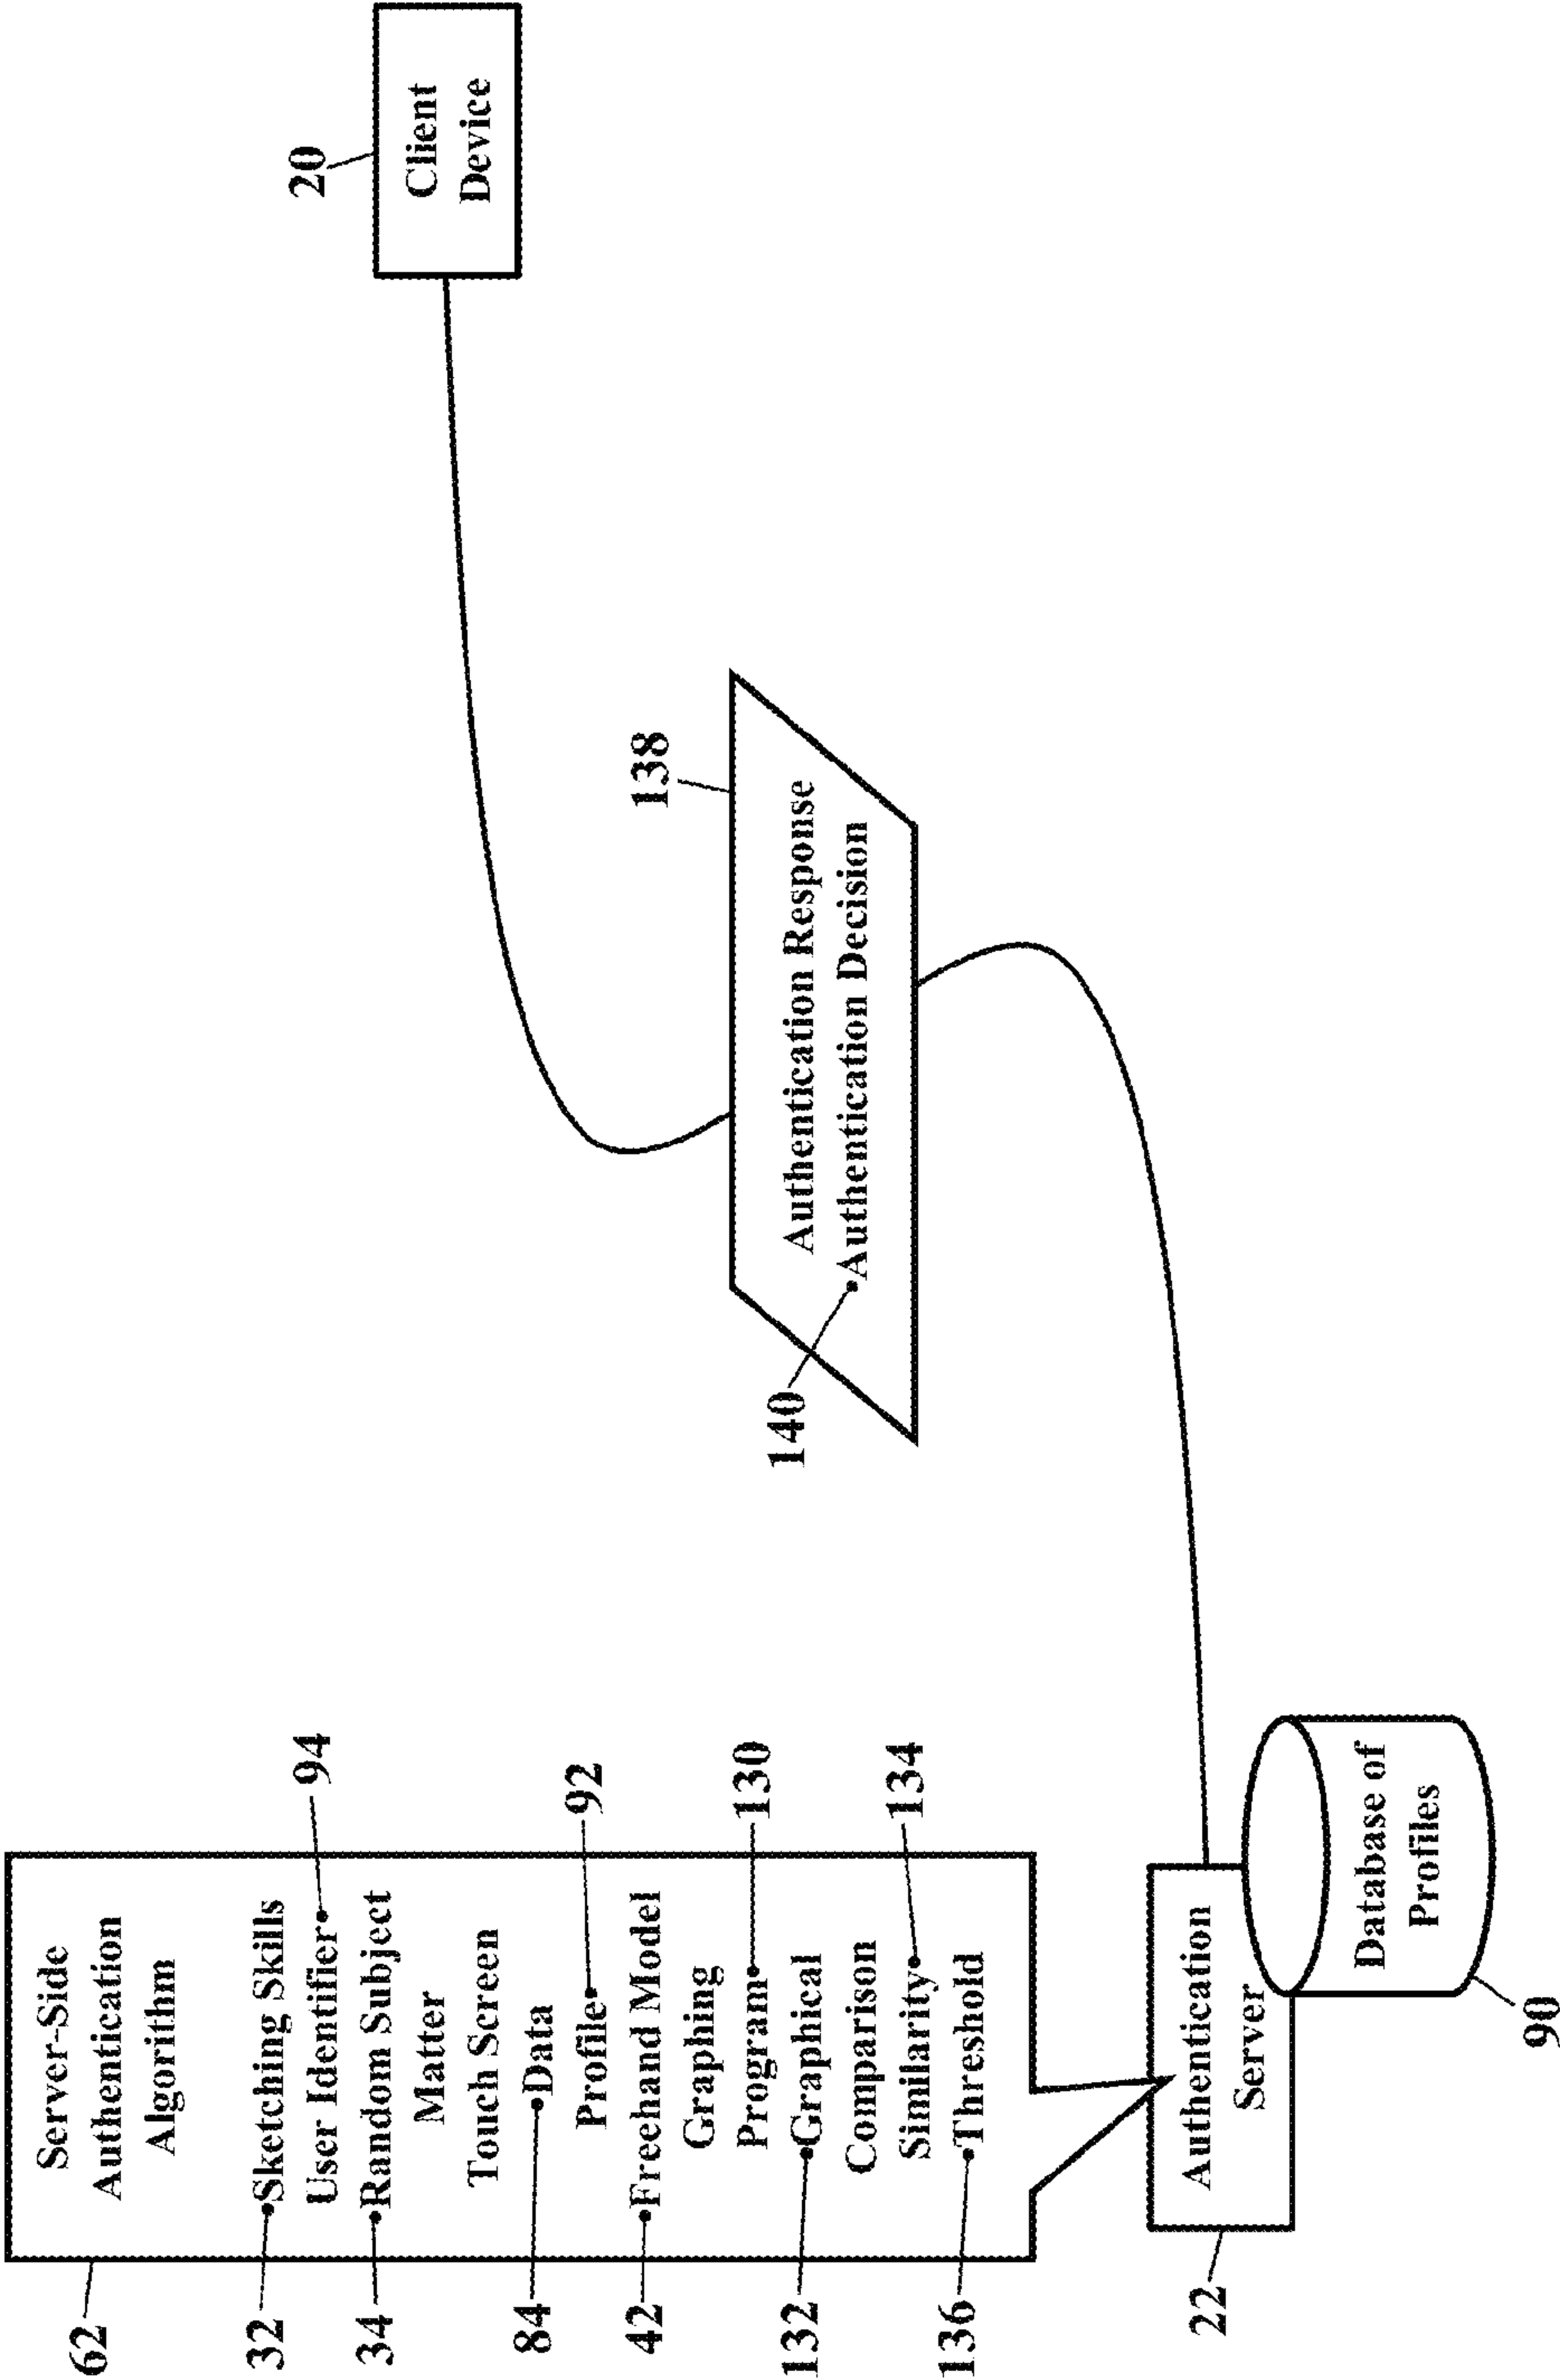 62
Server-Side
Authentication
Algorithm
32
Sketching Skills
User Identifier
94
34
Random Subject
Matter
Touch Screen
84
Data
Profile
92
42
Freehand Model
Graphing
Program
130
132
Graphical
Comparison
Similarity
134
136
Threshold
22
Authentication
Server
Database of
Profiles
90
138
Authentication Response
140
Authentication Decision
20
Client
Device